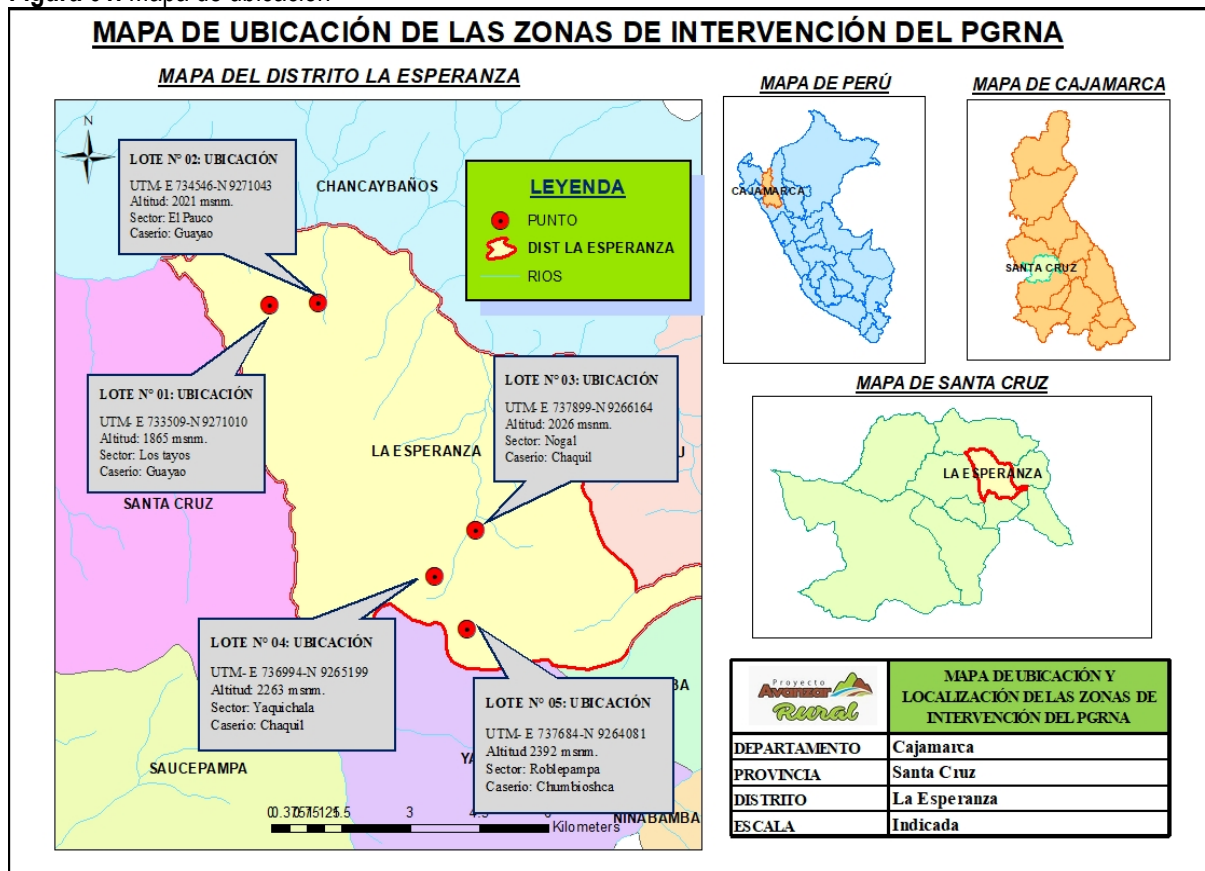 MAPA DE UBICACIÓN DE LAS ZONAS DE INTERVENCIÓN DEL PGRNA
MAPA DEL DISTRITO LA ESPERANZA
N
LOTE N° 02: UBICACIÓN
UTM- E 734546-N 9271043
Altitud: 2021 msnm.
Sector: El Pauco
Caserio: Guayao
CHANCAYBAÑOS
LEYENDA
PUNTO
DIST LA ESPERANZA
RIOS
LOTE N° 01: UBICACIÓN
UTM- E 733509-N 9271010
Altitud: 1865 msnm.
Sector: Los tayos
Caserio: Guayao
LOTE N° 03: UBICACIÓN
UTM- E 737899-N 9266164
Altitud: 2026 msnm.
Sector: Nogal
Caserio: Chaquil
LA ESPERANZA
SANTA CRUZ
LOTE N° 04: UBICACIÓN
UTM- E 736994-N 9265199
Altitud: 2263 msnm.
Sector: Yaquichala
Caserio: Chaquil
LOTE N° 05: UBICACIÓN
UTM- E 737684-N 9264081
Altitud 2392 msnm.
Sector: Roblepampa
Caserio: Chumbioshca
SAUCEPAMPA
NINABAMBA
3
Kilometers
MAPA DE PERÚ
CAJAMARCA
MAPA DE CAJAMARCA
SANTA CRUZ
MAPA DE SANTA CRUZ
LA ESPERANZA
Proyecto
Avanzar
Rural
MAPA DE UBICACIÓN Y
LOCALIZACIÓN DE LAS ZONAS DE
INTERVENCIÓN DEL PGRNA
DEPARTAMENTO Cajamarca
PROVINCIA Santa Cruz
DISTRITO La Esperanza
ESCALA Indicada